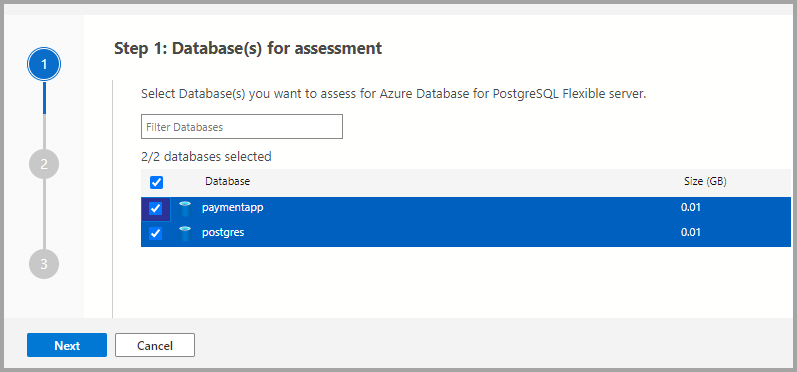 Step 1: Database(s) for assessment
1
Select Database(s) you want to assess for Azure Database for PostgreSQL Flexible server.
Filter Databases
2/2 databases selected
2
Database Size (GB)
paymentapp 0.01
postgres 0.01
3
Next Cancel